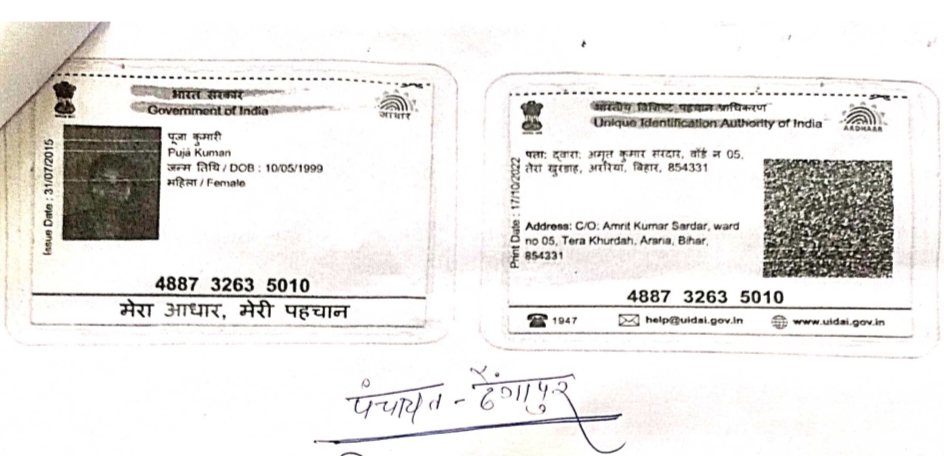 भारत सरकार
Government of India
आधार
Issue Date : 31/07/2015
पूजा कुमारी
Puja Kuman
जन्म तिथि / DOB : 10/05/1999
महिला / Female
4887 3263 5010
मेरा आधार, मेरी पहचान
भारतीय विशिष्ट पहचान प्राधिकरण
Unique Identification Authority of India
AADHAAR
Print Date : 17/10/2022
पता: द्वारा: अमृत कुमार सरदार, वॉर्ड न 05,
तेरा खुरदाह, अररिया, बिहार, 854331
Address: C/O: Amrit Kumar Sardar, ward
no 05, Tera Khurdah, Araria, Bihar,
854331
4887 3263 5010
1947 help@uidai.gov.in www.uidai.gov.in
पंचायत -